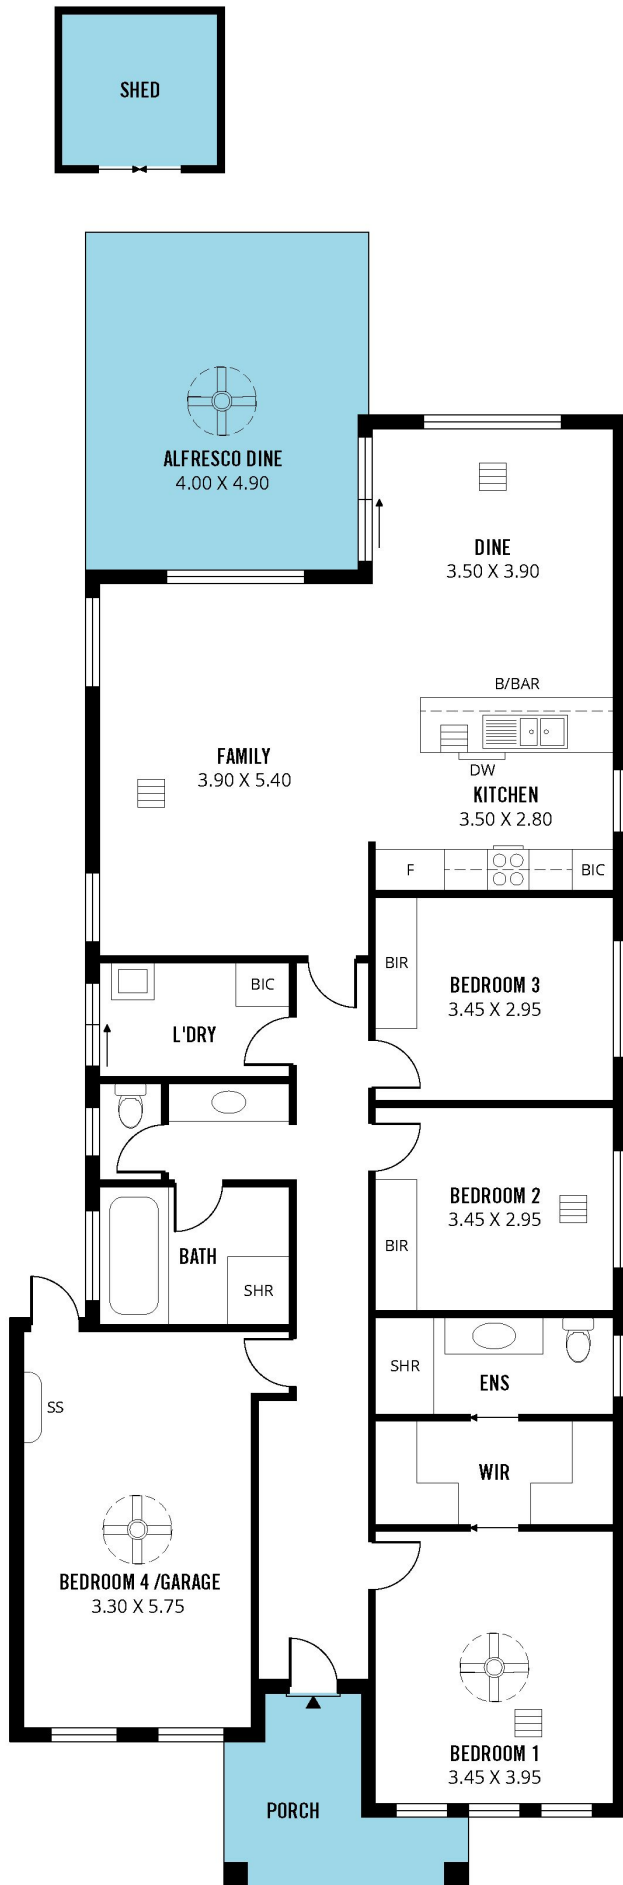 SHED
ALFRESCO DINE
4.00 X 4.90
DINE
3.50 X 3.90
B/BAR
FAMILY
3.90 X 5.40
DW
KITCHEN
3.50 X 2.80
F
BIC
BIR
BEDROOM 3
3.45 X 2.95
BIC
L'DRY
BEDROOM 2
3.45 X 2.95
BIR
BATH
SHR
SHR
ENS
SS
WIR
BEDROOM 4 /GARAGE
3.30 X 5.75
BEDROOM 1
3.45 X 3.95
PORCH